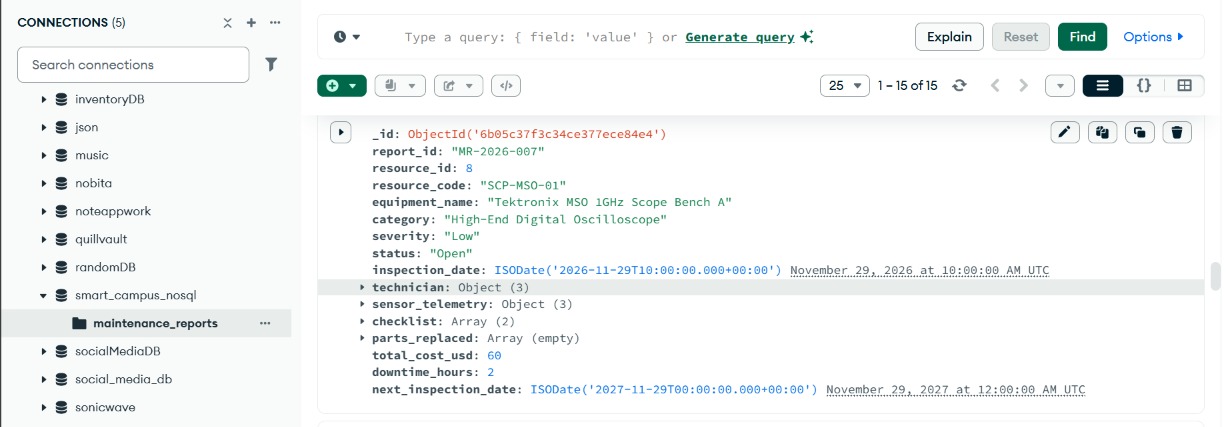 CONNECTIONS (5)
Search connections
inventoryDB
json
music
nobita
noteappwork
quillvault
randomDB
smart_campus_nosql
maintenance_reports
socialMediaDB
social_media_db
sonicwave
Type a query: { field: 'value' } or Generate query
Explain
Reset
Find
Options
25
1 – 15 of 15
_id: ObjectId('6b05c37f3c34ce377ece84e4')
report_id: "MR-2026-007"
resource_id: 8
resource_code: "SCP-MSO-01"
equipment_name: "Tektronix MSO 1GHz Scope Bench A"
category: "High-End Digital Oscilloscope"
severity: "Low"
status: "Open"
inspection_date: ISODate('2026-11-29T10:00:00.000+00:00') November 29, 2026 at 10:00:00 AM UTC
technician: Object (3)
sensor_telemetry: Object (3)
checklist: Array (2)
parts_replaced: Array (empty)
total_cost_usd: 60
downtime_hours: 2
next_inspection_date: ISODate('2027-11-29T00:00:00.000+00:00') November 29, 2027 at 12:00:00 AM UTC